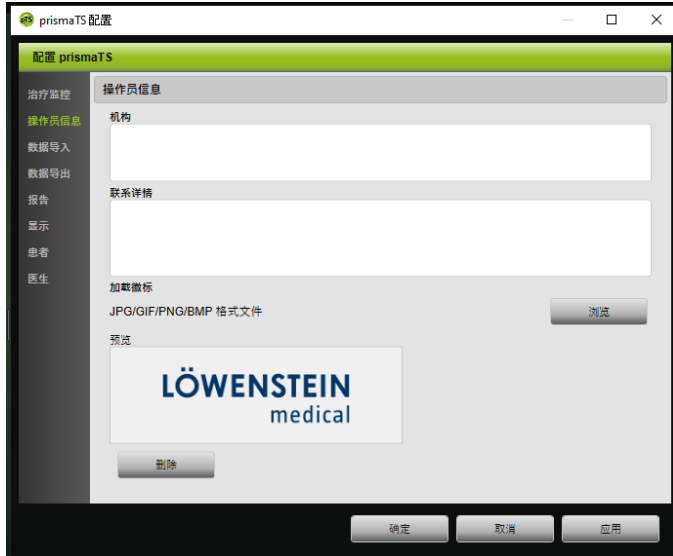 prismaTS 配置
配置 prismaTS
治疗监控
操作员信息
数据导入
数据导出
报告
显示
患者
医生
操作员信息
机构
联系详情
加载徽标
JPG/GIF/PNG/BMP 格式文件
浏览
预览
LÖWENSTEIN
medical
删除
确定
取消
应用